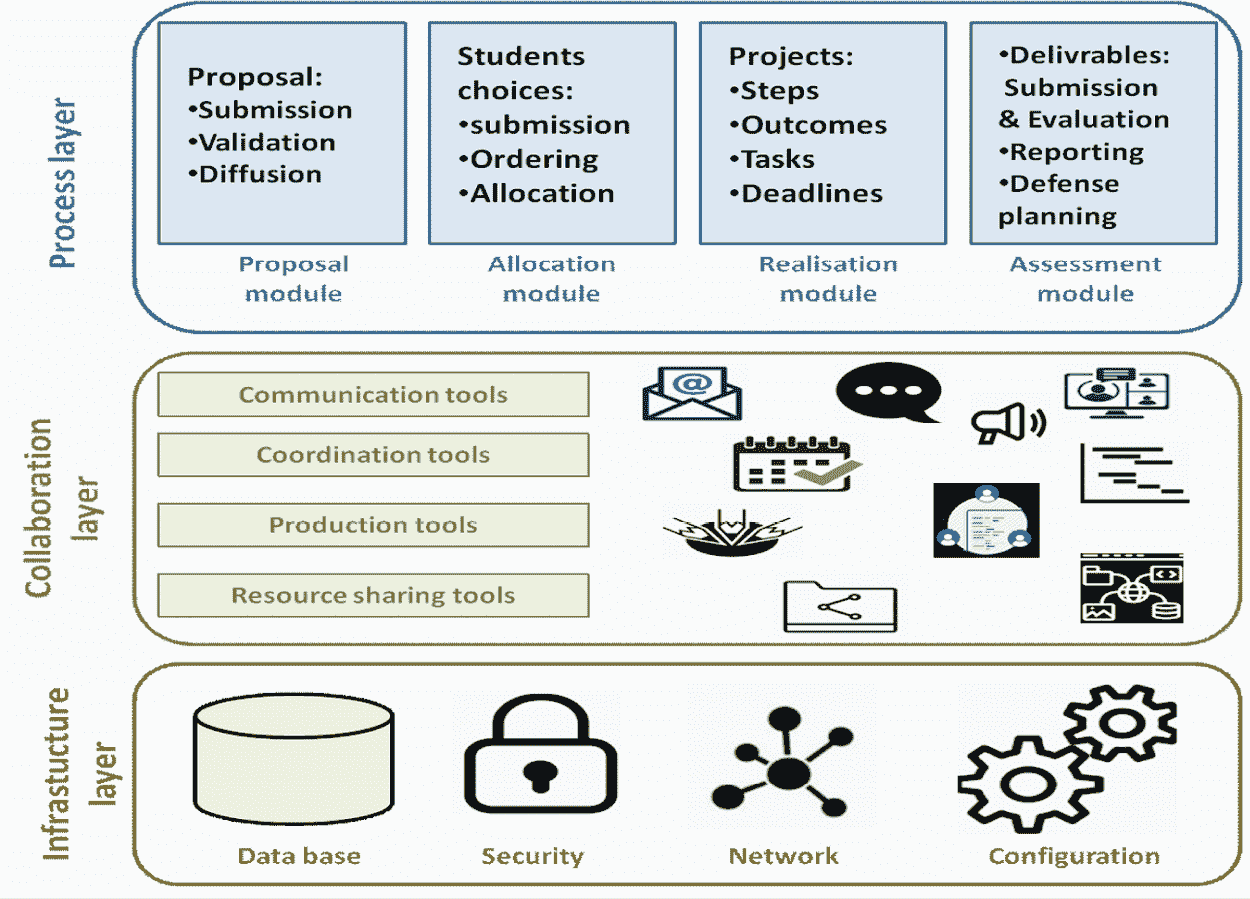 Process layer
Proposal:
•Submission
•Validation
•Diffusion
Proposal
module
Students
choices:
•submission
•Ordering
•Allocation
Allocation
module
Projects:
•Steps
•Outcomes
•Tasks
•Deadlines
Realisation
module
•Delivrables:
Submission
& Evaluation
•Reporting
•Defense
planning
Assessment
module
Collaboration
layer
Communication tools
Coordination tools
Production tools
Resource sharing tools
@
Infrastucture
layer
Data base
Security
Network
Configuration